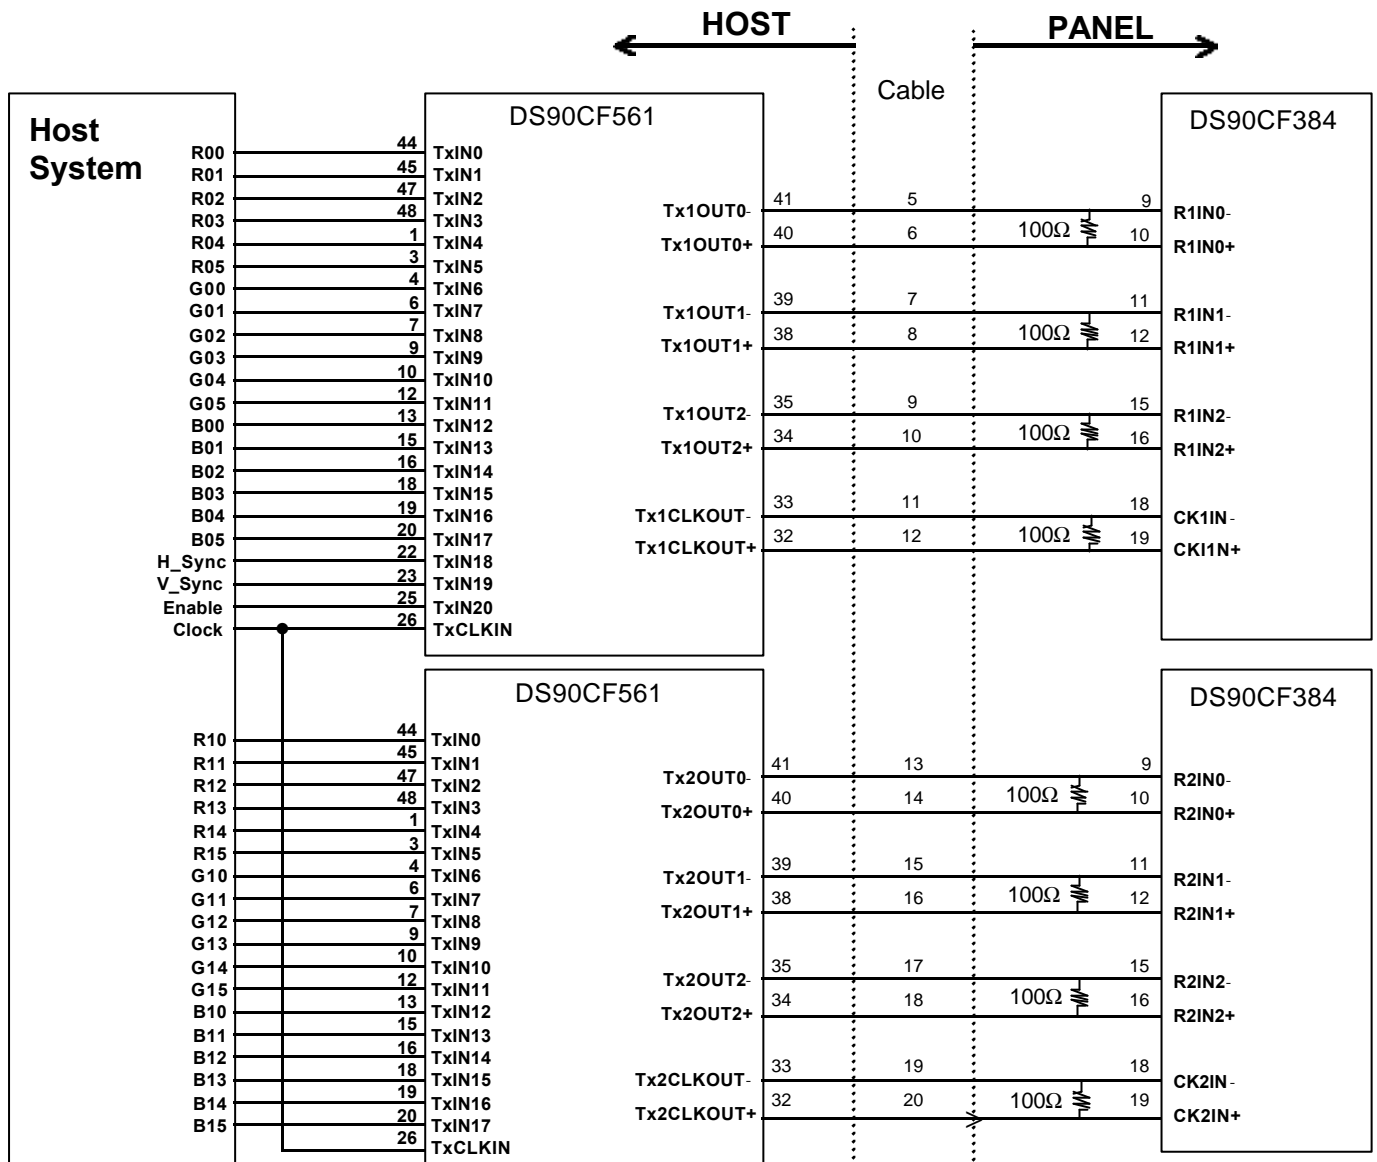 HOST PANEL
Cable
Host System
DS90CF561
DS90CF384
R00 44 TxIN0
R01 45 TxIN1
R02 47 TxIN2
R03 48 TxIN3
R04 1 TxIN4
R05 3 TxIN5
G00 4 TxIN6
G01 6 TxIN7
G02 7 TxIN8
G03 9 TxIN9
G04 10 TxIN10
G05 12 TxIN11
B00 13 TxIN12
B01 15 TxIN13
B02 16 TxIN14
B03 18 TxIN15
B04 19 TxIN16
B05 20 TxIN17
H_Sync 22 TxIN18
V_Sync 23 TxIN19
Enable 25 TxIN20
Clock 26 TxCLKIN
Tx1OUT0- 41 5 9 R1IN0-
100Ω
Tx1OUT0+ 40 6 10 R1IN0+
Tx1OUT1- 39 7 11 R1IN1-
100Ω
Tx1OUT1+ 38 8 12 R1IN1+
Tx1OUT2- 35 9 15 R1IN2-
100Ω
Tx1OUT2+ 34 10 16 R1IN2+
Tx1CLKOUT- 33 11 18 CK1IN-
100Ω
Tx1CLKOUT+ 32 12 19 CKI1N+
DS90CF561
DS90CF384
R10 44 TxIN0
R11 45 TxIN1
R12 47 TxIN2
R13 48 TxIN3
R14 1 TxIN4
R15 3 TxIN5
G10 4 TxIN6
G11 6 TxIN7
G12 7 TxIN8
G13 9 TxIN9
G14 10 TxIN10
G15 12 TxIN11
B10 13 TxIN12
B11 15 TxIN13
B12 16 TxIN14
B13 18 TxIN15
B14 19 TxIN16
B15 20 TxIN17
26 TxCLKIN
Tx2OUT0- 41 13 9 R2IN0-
100Ω
Tx2OUT0+ 40 14 10 R2IN0+
Tx2OUT1- 39 15 11 R2IN1-
100Ω
Tx2OUT1+ 38 16 12 R2IN1+
Tx2OUT2- 35 17 15 R2IN2-
100Ω
Tx2OUT2+ 34 18 16 R2IN2+
Tx2CLKOUT- 33 19 18 CK2IN-
100Ω
Tx2CLKOUT+ 32 20 19 CK2IN+